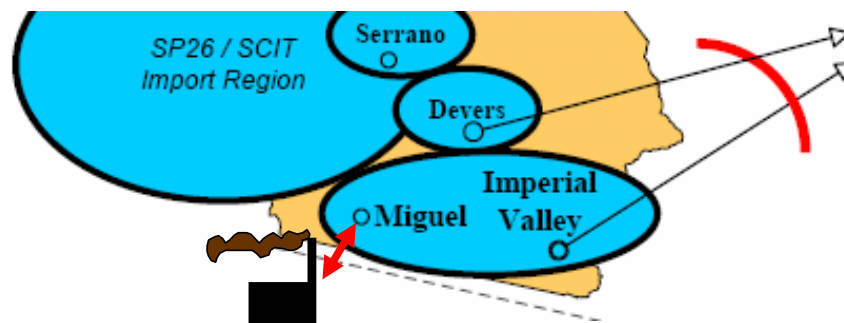 Serrano
SP26 / SCIT
Import Region
Devers
Imperial
Valley
Miguel